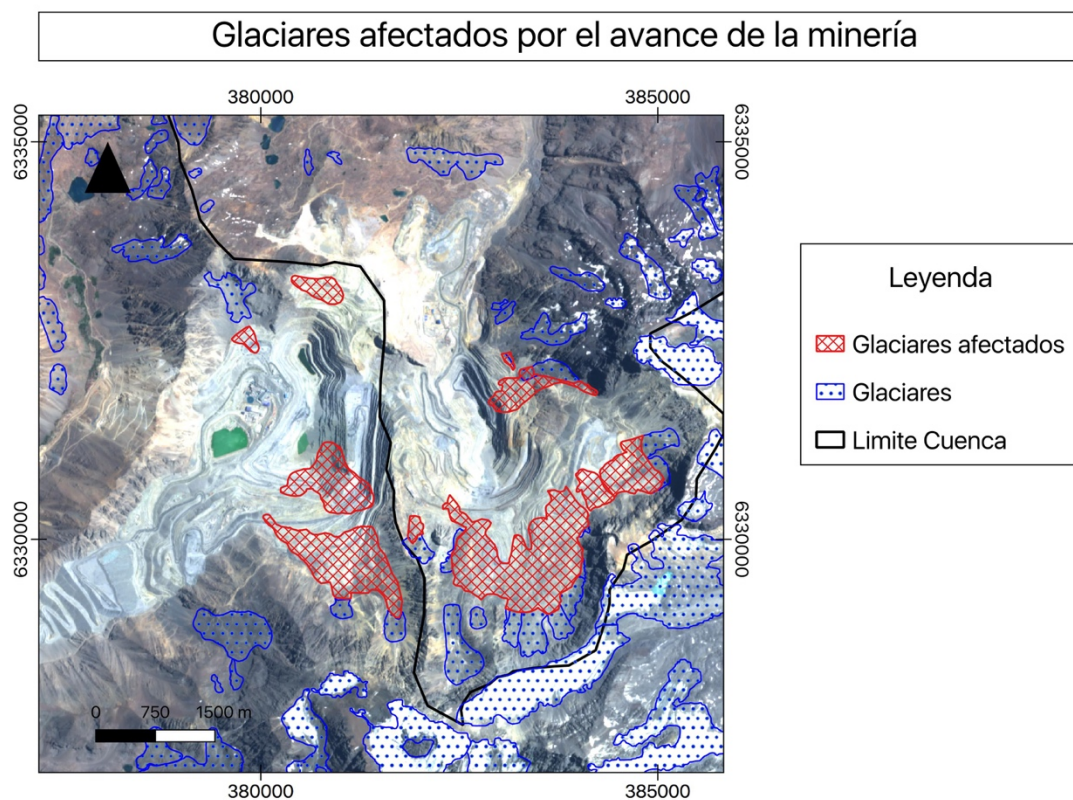 Glaciares afectados por el avance de la minería
380000
385000
6335000
6335000
Leyenda
Glaciares afectados
Glaciares
Limite Cuenca
6330000
6330000
0
750
1500 m
380000
385000